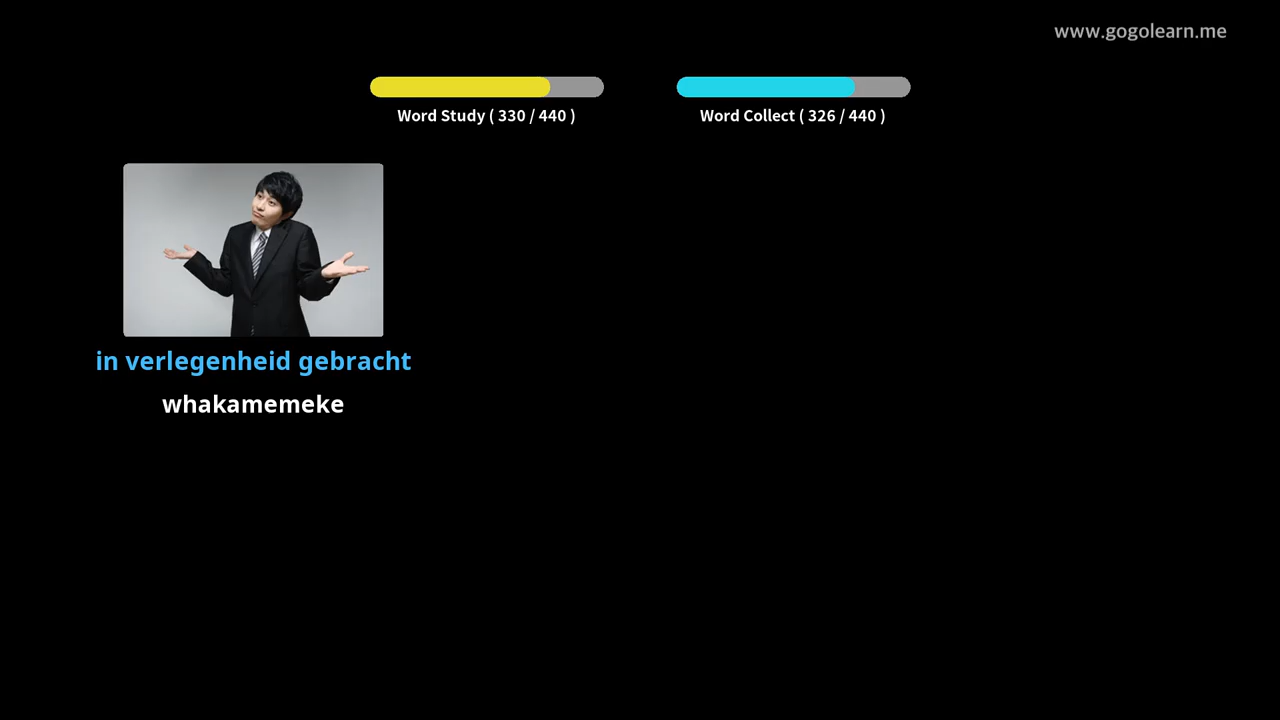 www.gogolearn.me
Word Study ( 330 / 440 )
Word Collect ( 326 / 440 )
in verlegenheid gebracht
whakamemeke